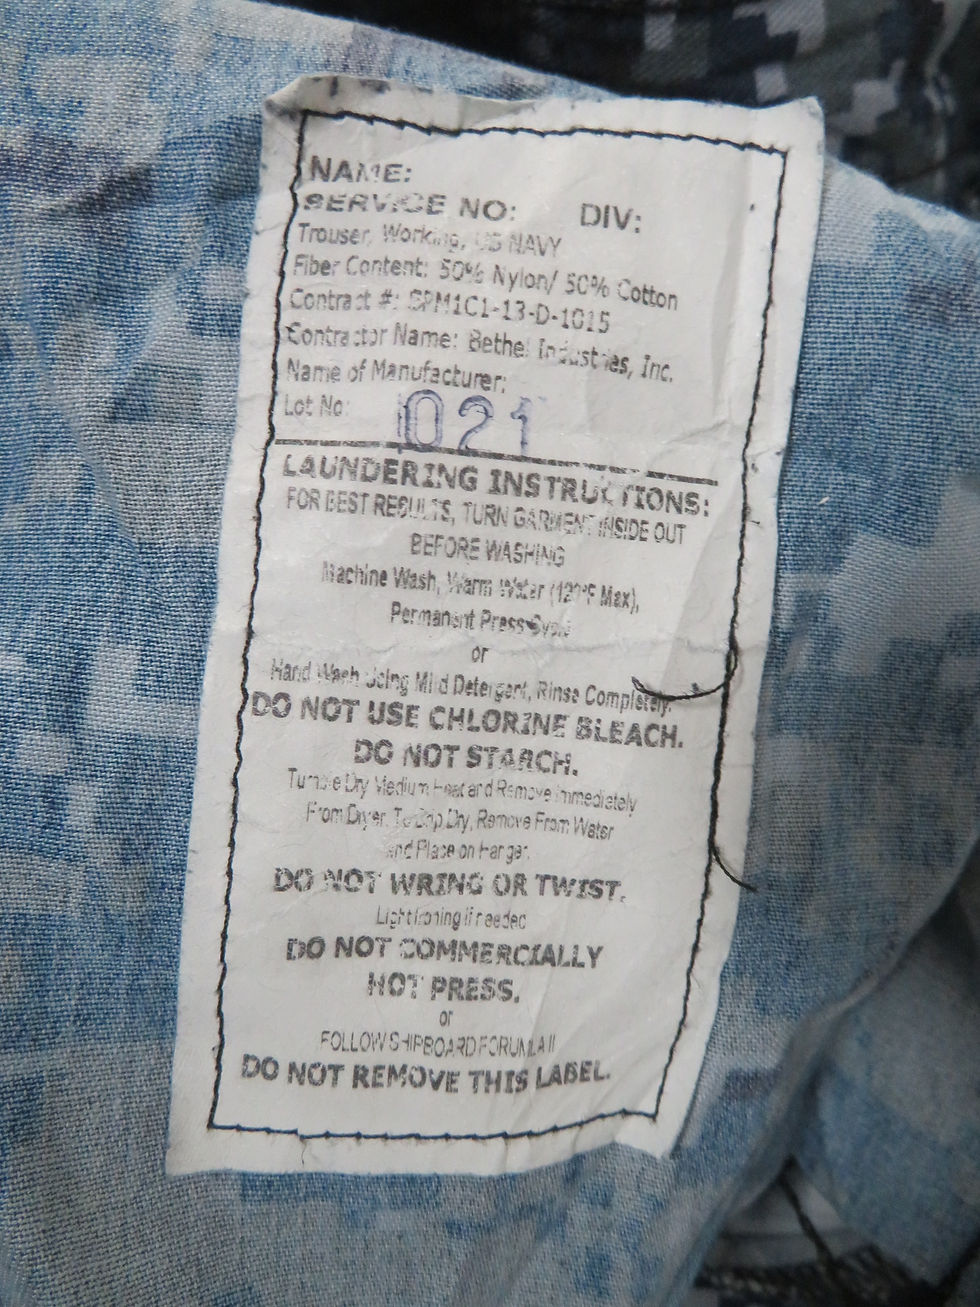 NAME:
SERVICE NO: DIV:
Trouser, Working, US NAVY
Fiber Content: 50% Nylon/ 50% Cotton
Contract #: SPM1C1-13-D-1015
Contractor Name: Bethel Industries, Inc.
Name of Manufacturer:
Lot No: 021
LAUNDERING INSTRUCTIONS:
FOR BEST RESULTS, TURN GARMENT INSIDE OUT
BEFORE WASHING
Machine Wash, Warm Water (120°F Max),
Permanent Press Cycle
or
Hand Wash Using Mild Detergent, Rinse Completely.
DO NOT USE CHLORINE BLEACH.
DO NOT STARCH.
Tumble Dry Medium Heat and Remove Immediately
From Dryer. To Drip Dry, Remove From Water
and Place on Hanger.
DO NOT WRING OR TWIST.
Light Ironing if needed
DO NOT COMMERCIALLY
HOT PRESS.
or
FOLLOW SHIPBOARD FORUMLA II
DO NOT REMOVE THIS LABEL.